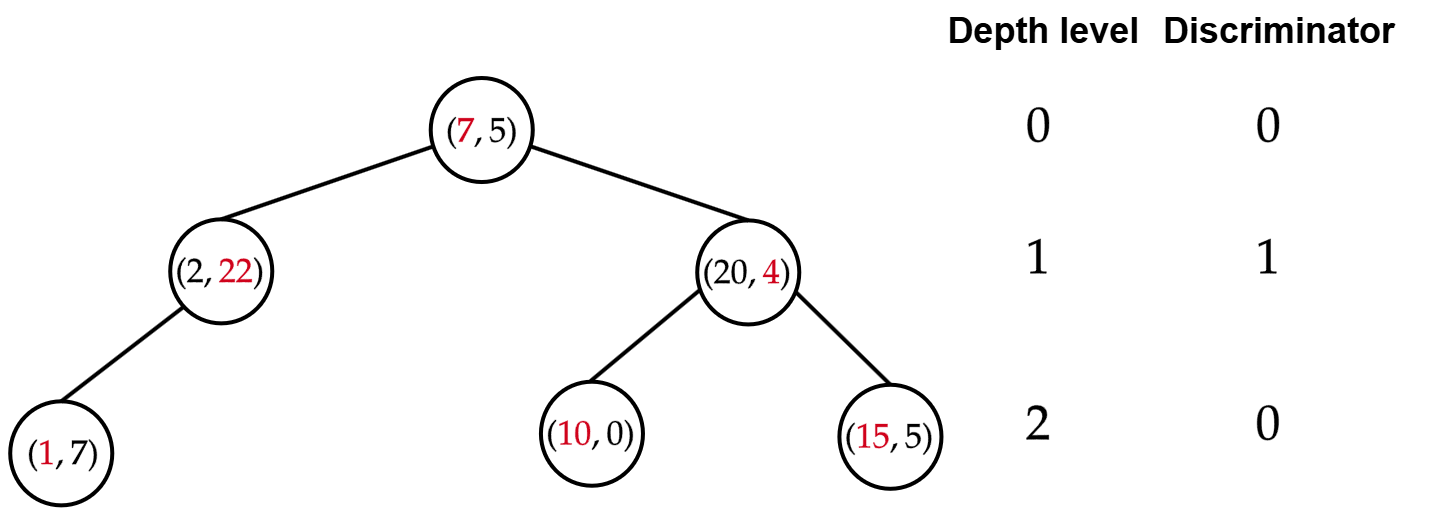 Depth level Discriminator
(7, 5) 0 0
(2, 22) (20, 4) 1 1
(1, 7) (10, 0) (15, 5) 2 0